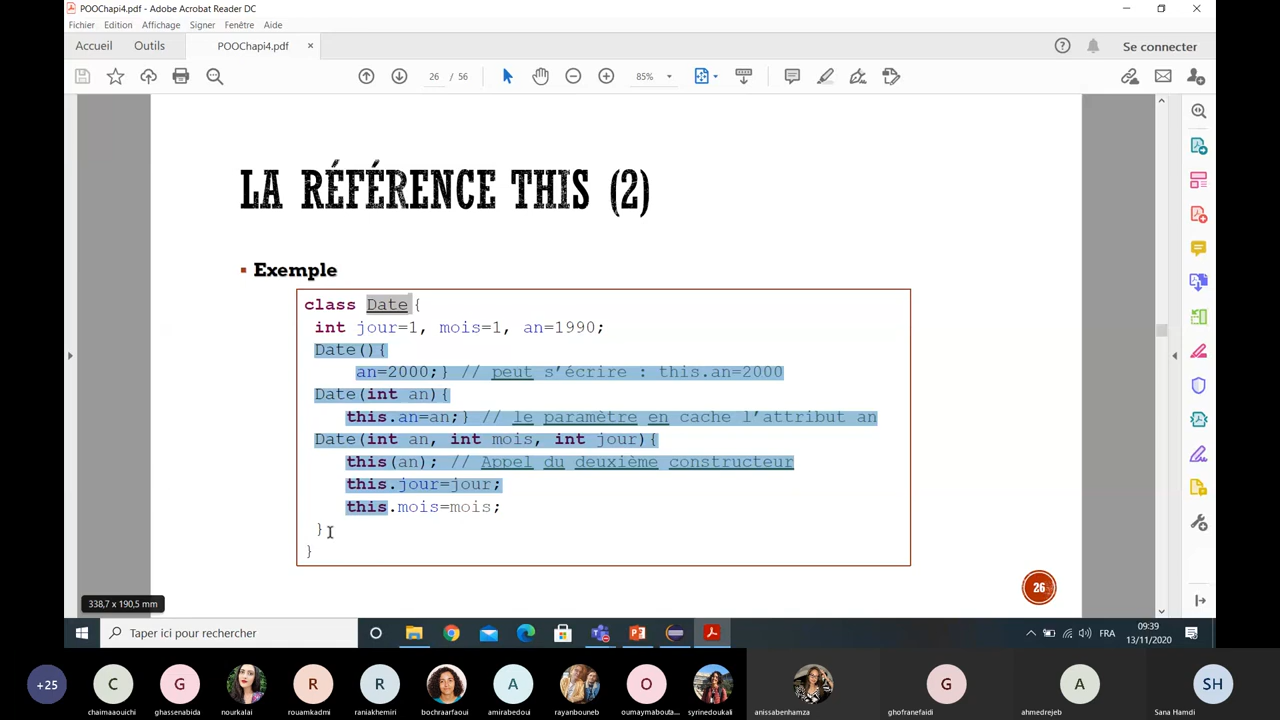 POOChapi4.pdf - Adobe Acrobat Reader DC
Fichier Edition Affichage Signer Fenêtre Aide
Accueil Outils POOChapi4.pdf × Se connecter
26 / 56 85%
LA RÉFÉRENCE THIS (2)
Exemple
class Date{
int jour=1, mois=1, an=1990;
Date(){
an=2000;} // peut s'écrire : this.an=2000
Date(int an){
this.an=an;} // le paramètre en cache l'attribut an
Date(int an, int mois, int jour){
this(an); // Appel du deuxième constructeur
this.jour=jour;
this.mois=mois;
}
}
26
338,7 x 190,5 mm
Taper ici pour rechercher
FRA
09:39
13/11/2020
+25 C G R R A O G A SH
chaimaaouichi ghassenabida nourkalai rouamkadmi raniakhemiri bochraarfaoui amirabedoui rayanbouneb oumaymabouta... syrinedoukali anissabenhamza ghofranefaidi ahmedrejeb Sana Hamdi